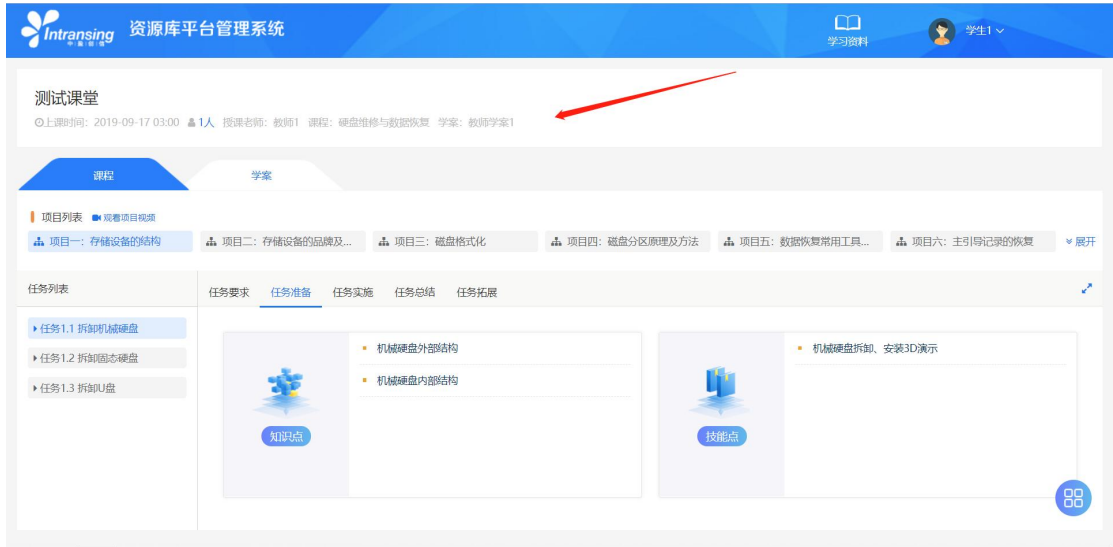 Intransing 资源库平台管理系统
中·盈·创·信
学习资料
学生1
测试课堂
上课时间：2019-09-17 03:00 1人 授课老师：教师1 课程：硬盘维修与数据恢复 学案：教师学案1
课程 学案
项目列表 观看项目视频
项目一：存储设备的结构 项目二：存储设备的品牌及... 项目三：磁盘格式化 项目四：磁盘分区原理及方法 项目五：数据恢复常用工具... 项目六：主引导记录的恢复 展开
任务列表
任务要求 任务准备 任务实施 任务总结 任务拓展
任务1.1 拆卸机械硬盘
任务1.2 拆卸固态硬盘
任务1.3 拆卸U盘
机械硬盘外部结构
机械硬盘内部结构
知识点
机械硬盘拆卸、安装3D演示
技能点